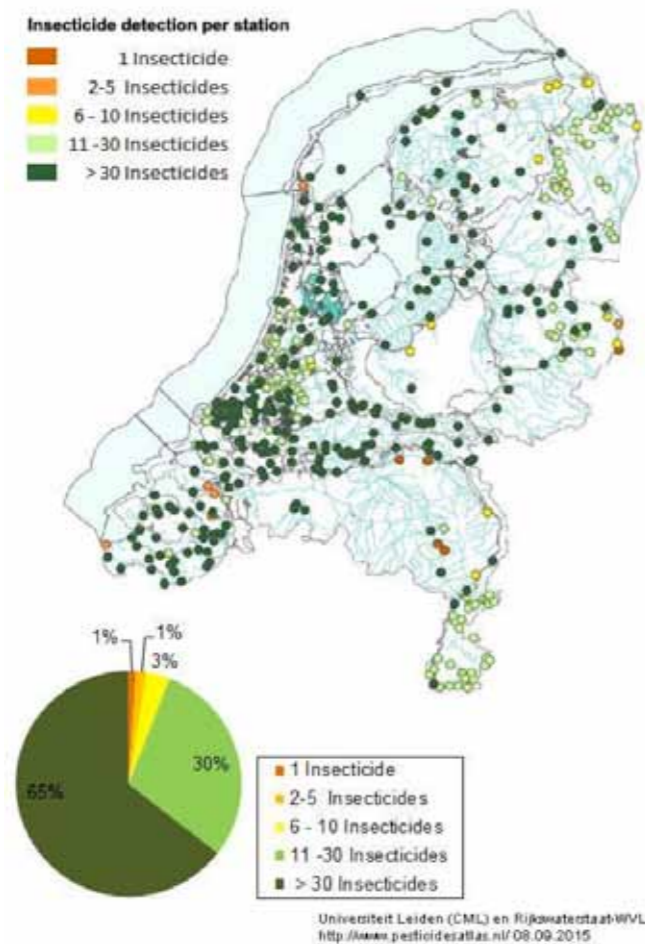 Insecticide detection per station
1 Insecticide
2-5 Insecticides
6 - 10 Insecticides
11 -30 Insecticides
> 30 Insecticides
1%
1%
3%
30%
65%
1 Insecticide
2-5 Insecticides
6 - 10 Insecticides
11 -30 Insecticides
> 30 Insecticides
Universiteit Leiden (CML) en Rijkswaterstaat-WVL
http://www.pesticidesatlas.nl/ 08.09.2015